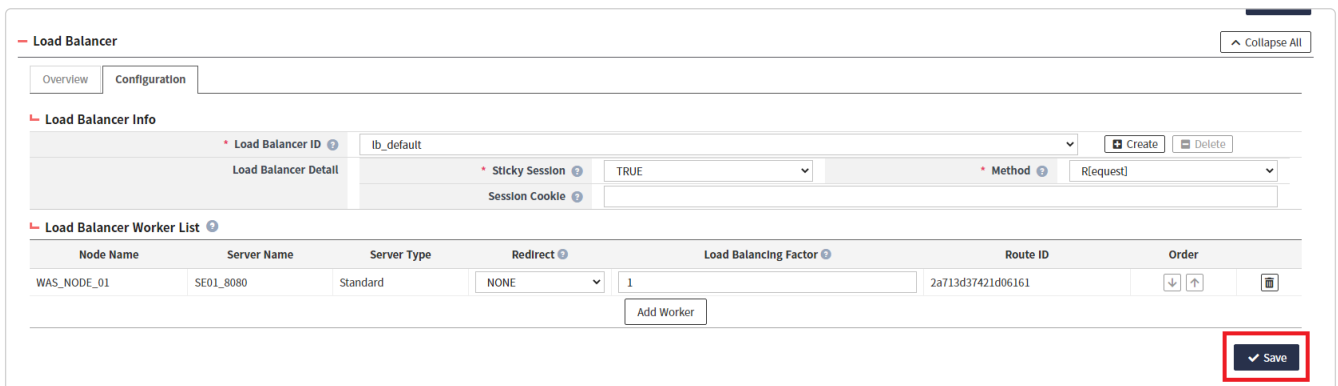 Load Balancer
Collapse All
Overview Configuration
Load Balancer Info
* Load Balancer ID ? lb_default Create Delete
Load Balancer Detail * Sticky Session ? TRUE * Method ? R[equest]
Session Cookie ?
Load Balancer Worker List ?
Node Name Server Name Server Type Redirect ? Load Balancing Factor ? Route ID Order
WAS_NODE_01 SE01_8080 Standard NONE 1 2a713d37421d06161
Add Worker
Save